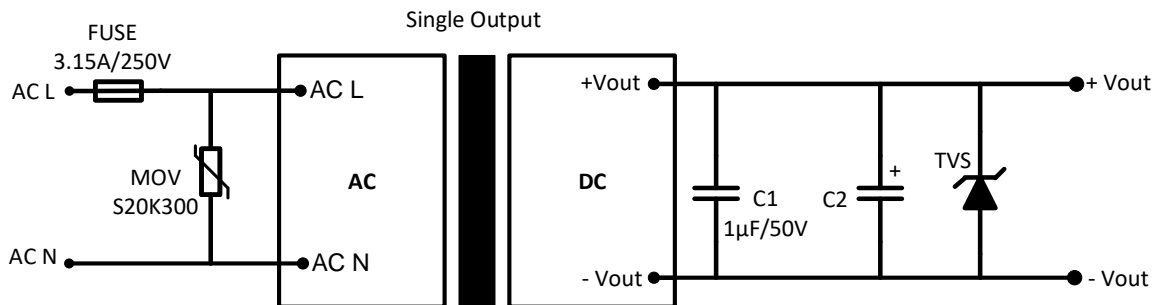 Single Output
FUSE
3.15A/250V
AC L
AC L
+Vout
+ Vout
MOV
S20K300
AC
DC
C1
1µF/50V
C2
+
TVS
AC N
AC N
- Vout
- Vout